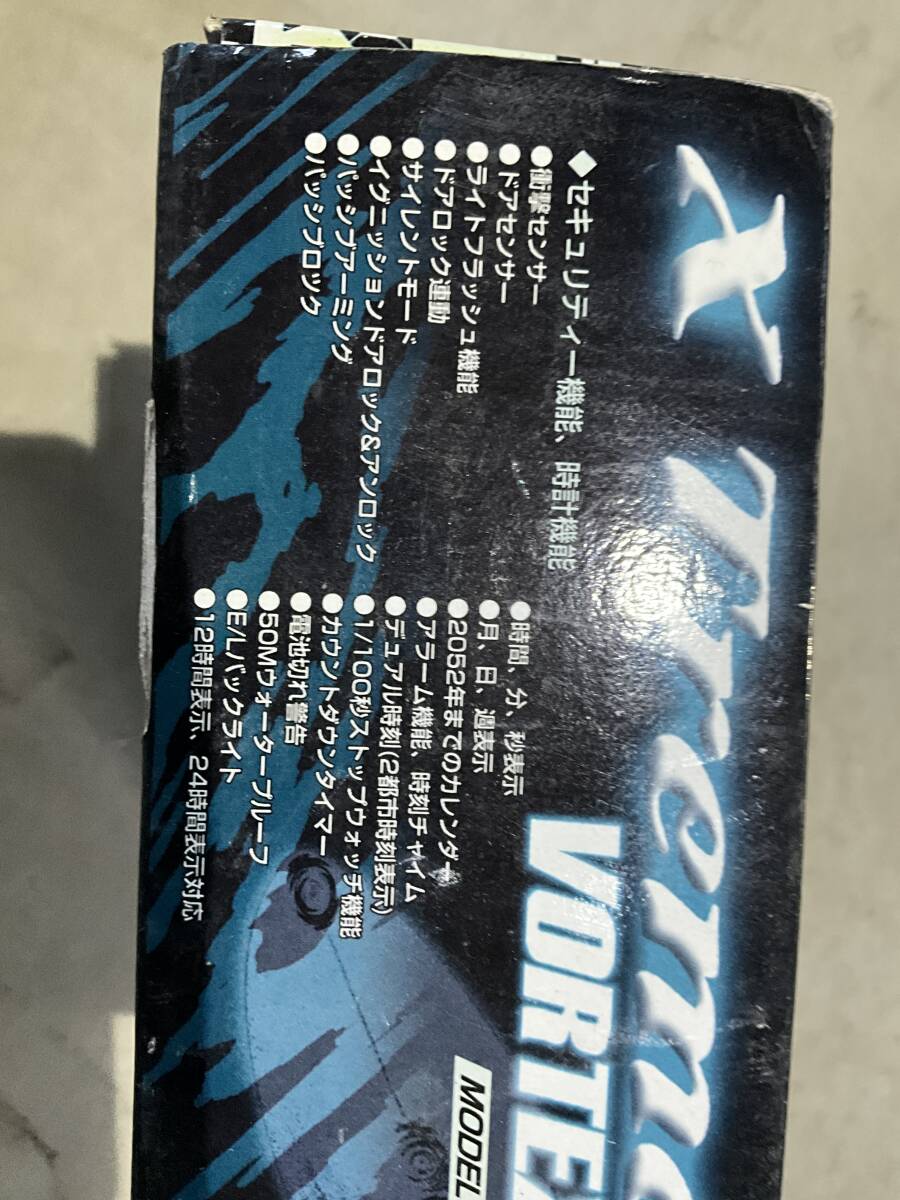 X Treme
VORTEX
MODEL
◆セキュリティー機能、時計機能
●衝撃センサー
●ドアセンサー
●ライトフラッシュ機能
●ドアロック連動
●サイレントモード
●イグニッションドアロック&アンロック
●パッシブアーミング
●パッシブロック
●時間、分、秒表示
●月、日、週表示
●2052年までのカレンダー
●アラーム機能、時刻チャイム
●デュアル時刻(2都市時刻表示)
●1/100秒ストップウォッチ機能
●カウントダウンタイマー
●電池切れ警告
●50Mウォータープルーフ
●E/Lバックライト
●12時間表示、24時間表示対応